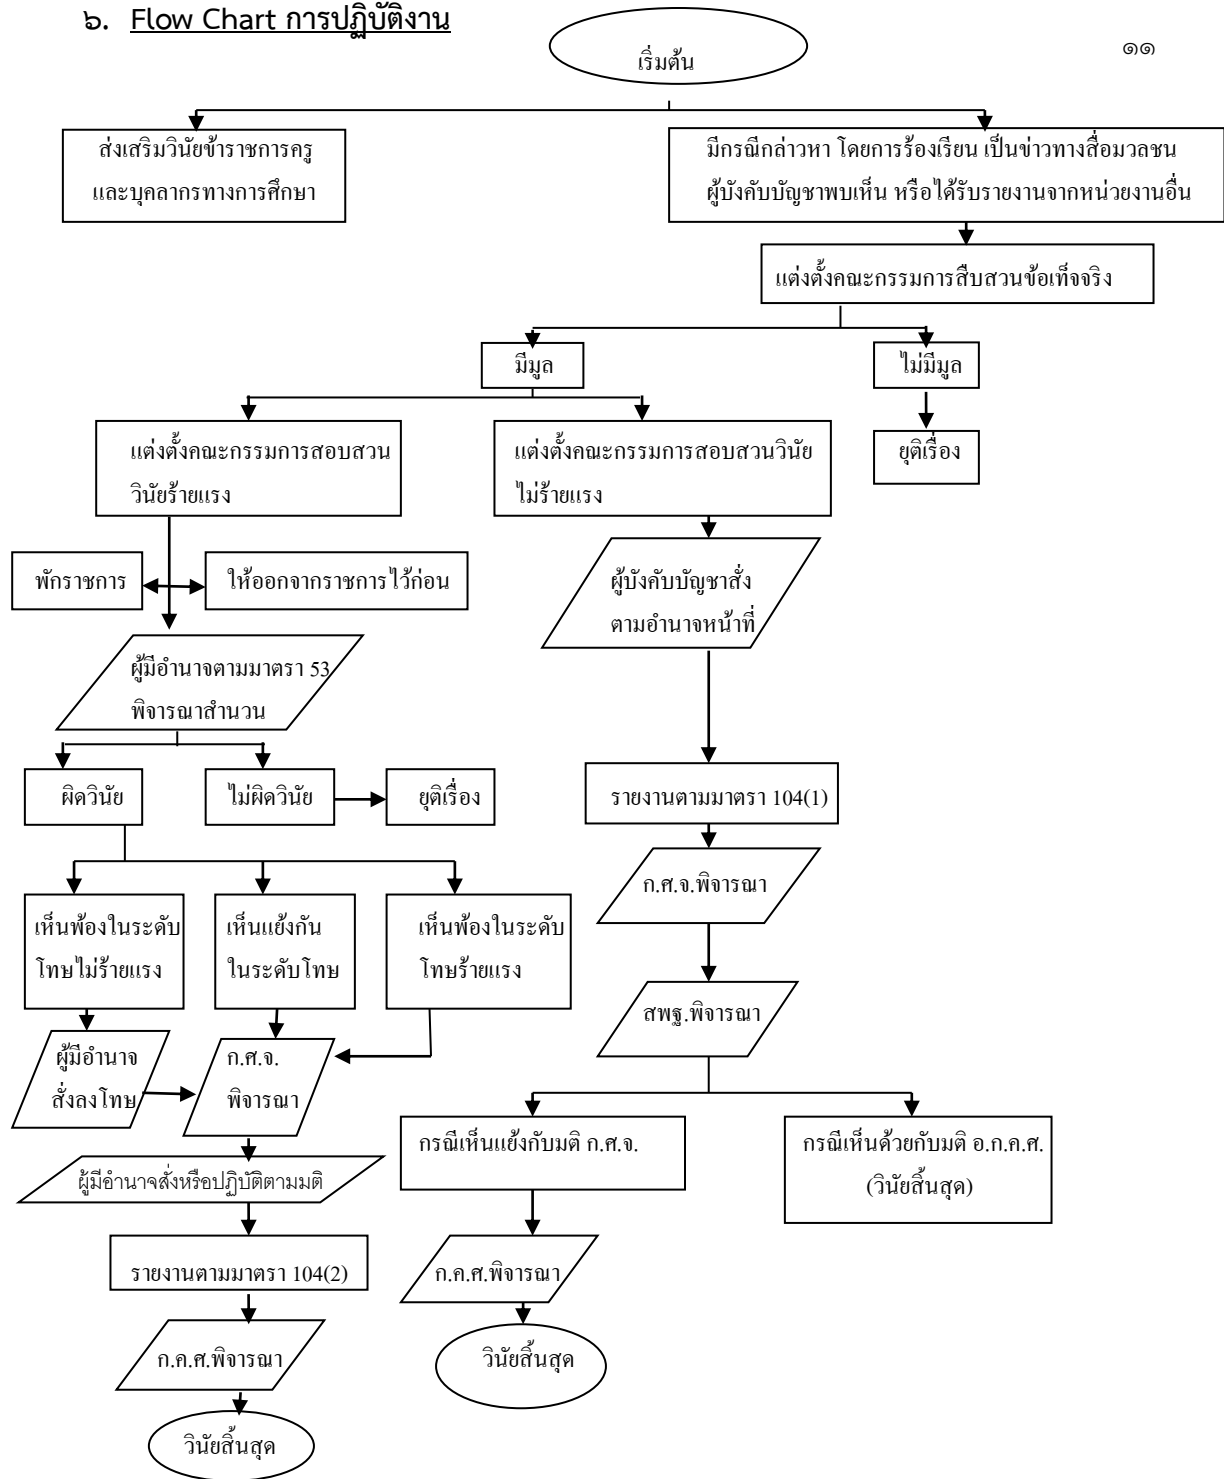 ๖. Flow Chart การปฏิบัติงาน
๑๑
เริ่มต้น
ส่งเสริมวินัยข้าราชการครู
และบุคลากรทางการศึกษา
มีกรณีกล่าวหา โดยการร้องเรียน เป็นข่าวทางสื่อมวลชน
ผู้บังคับบัญชาพบเห็น หรือได้รับรายงานจากหน่วยงานอื่น
แต่งตั้งคณะกรรมการสืบสวนข้อเท็จจริง
มีมูล
ไม่มีมูล
แต่งตั้งคณะกรรมการสอบสวน
วินัยร้ายแรง
แต่งตั้งคณะกรรมการสอบสวนวินัย
ไม่ร้ายแรง
ยุติเรื่อง
พักราชการ
ให้ออกจากราชการไว้ก่อน
ผู้บังคับบัญชาสั่ง
ตามอำนาจหน้าที่
ผู้มีอำนาจตามมาตรา 53
พิจารณาสำนวน
ผิดวินัย
ไม่ผิดวินัย
ยุติเรื่อง
รายงานตามมาตรา 104(1)
ก.ศ.จ.พิจารณา
เห็นพ้องในระดับ
โทษไม่ร้ายแรง
เห็นแย้งกัน
ในระดับโทษ
เห็นพ้องในระดับ
โทษร้ายแรง
สพฐ.พิจารณา
ผู้มีอำนาจ
สั่งลงโทษ
ก.ศ.จ.
พิจารณา
กรณีเห็นแย้งกับมติ ก.ศ.จ.
กรณีเห็นด้วยกับมติ อ.ก.ค.ศ.
(วินัยสิ้นสุด)
ผู้มีอำนาจสั่งหรือปฏิบัติตามมติ
รายงานตามมาตรา 104(2)
ก.ค.ศ.พิจารณา
ก.ค.ศ.พิจารณา
วินัยสิ้นสุด
วินัยสิ้นสุด